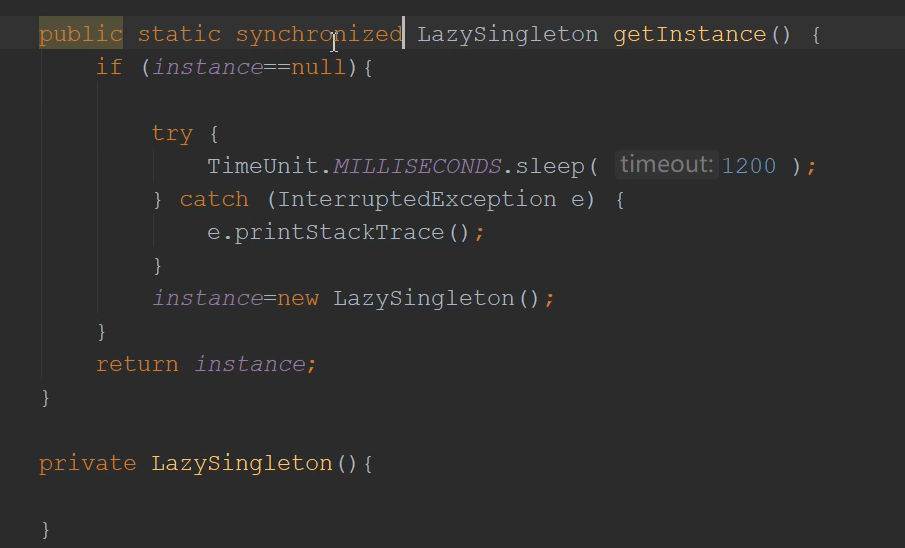 public static synchronized LazySingleton getInstance() {
if (instance==null){
try {
TimeUnit.MILLISECONDS.sleep( timeout: 1200 );
} catch (InterruptedException e) {
e.printStackTrace();
}
instance=new LazySingleton();
}
return instance;
}
private LazySingleton(){
}